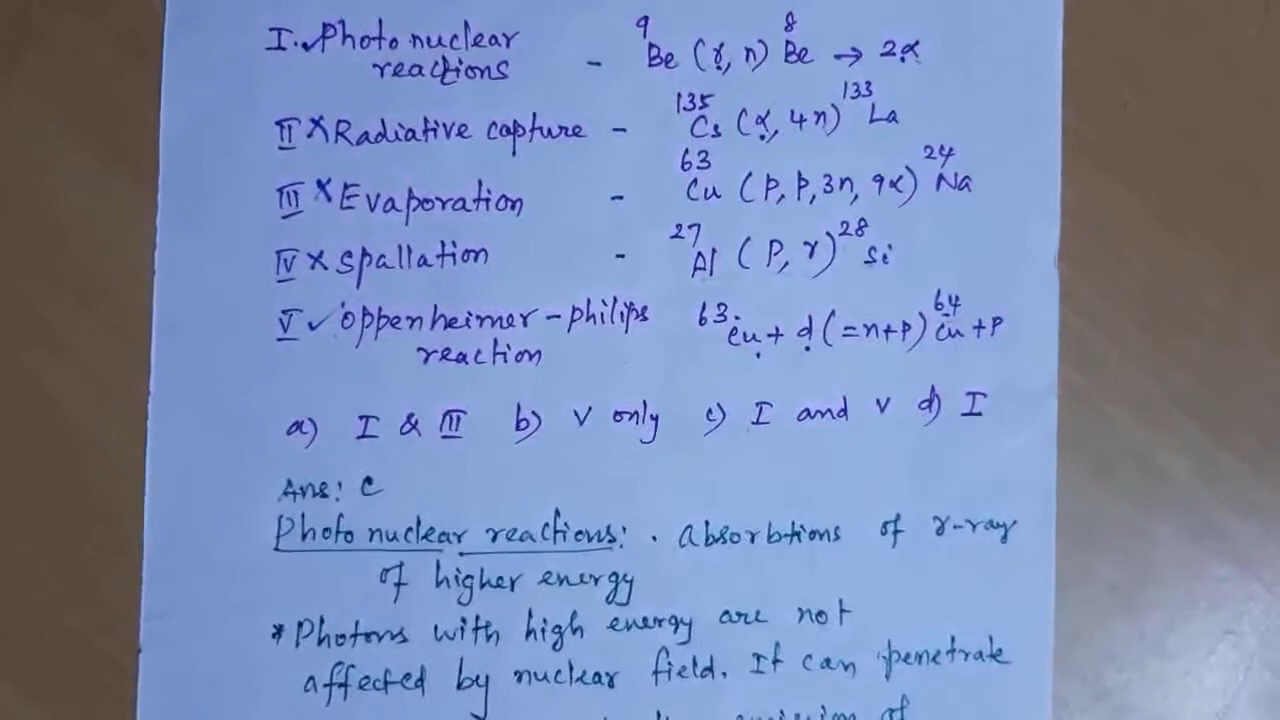 I. ✓ Photo nuclear reactions - ⁹Be (γ, n) ⁸Be → 2α
II × Radiative capture - ¹³⁵Cs (α, 4n) ¹³³La
III × Evaporation - ⁶³Cu (P, P, 3n, 9α) ²⁴Na
IV × Spallation - ²⁷Al (P, γ) ²⁸Si
V ✓ Oppenheimer-philips reaction ⁶³Cu + d (=n+P) ⁶⁴Cu + P
a) I & III b) V only c) I and V d) I
Ans: C
Photo nuclear reactions: . Absorbtions of γ-ray
of higher energy
* Photons with high energy are not
affected by nuclear field. It can penetrate
emission of